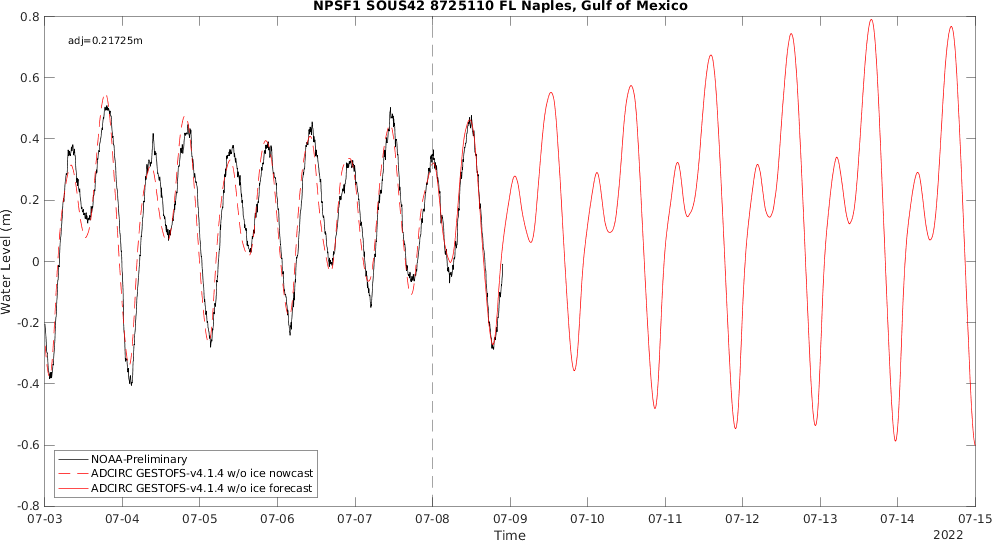 NPSF1 SOUS42 8725110 FL Naples, Gulf of Mexico
adj=0.21725m
0.8
0.6
0.4
0.2
0
-0.2
-0.4
-0.6
-0.8
Water Level (m)
NOAA-Preliminary
ADCIRC GESTOFS-v4.1.4 w/o ice nowcast
ADCIRC GESTOFS-v4.1.4 w/o ice forecast
07-03 07-04 07-05 07-06 07-07 07-08 07-09 07-10 07-11 07-12 07-13 07-14 07-15
Time
2022